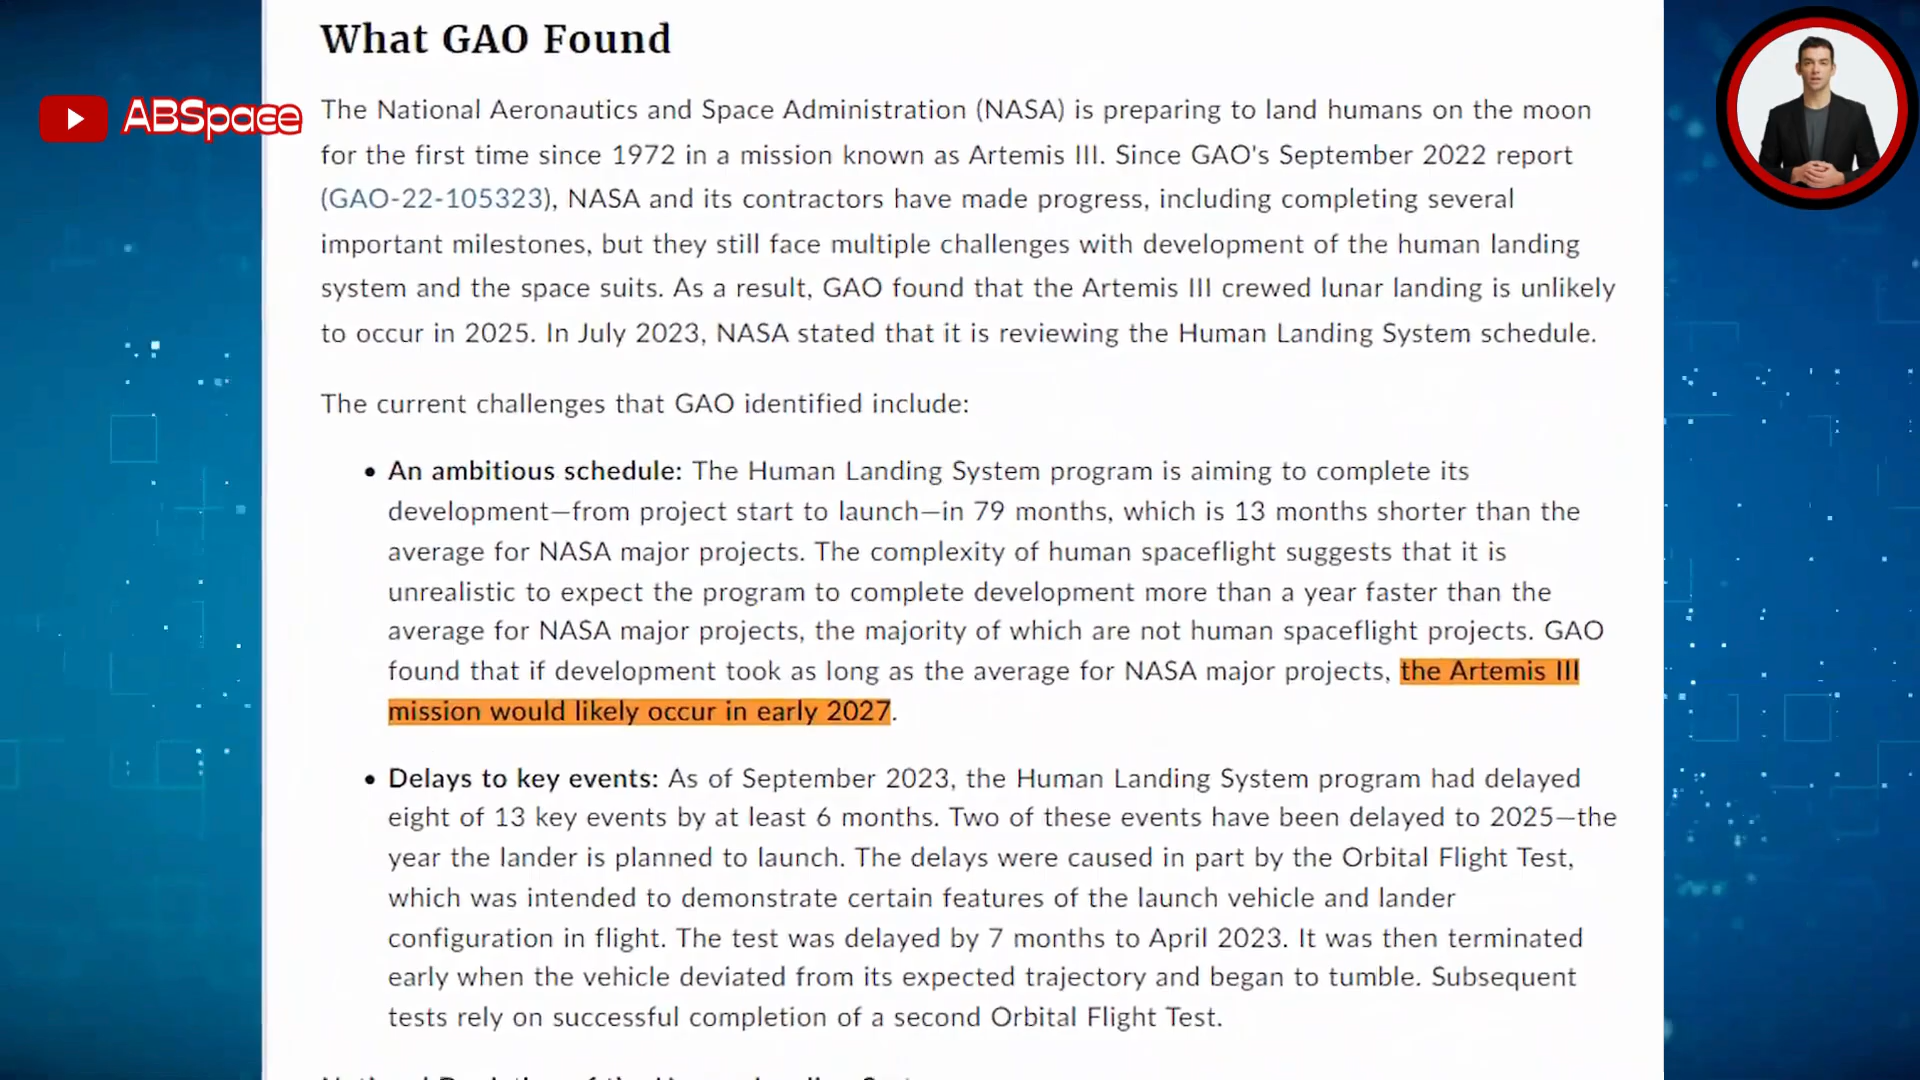 What GAO Found
ABSpace
The National Aeronautics and Space Administration (NASA) is preparing to land humans on the moon
for the first time since 1972 in a mission known as Artemis III. Since GAO's September 2022 report
(GAO-22-105323), NASA and its contractors have made progress, including completing several
important milestones, but they still face multiple challenges with development of the human landing
system and the space suits. As a result, GAO found that the Artemis III crewed lunar landing is unlikely
to occur in 2025. In July 2023, NASA stated that it is reviewing the Human Landing System schedule.
The current challenges that GAO identified include:
• An ambitious schedule: The Human Landing System program is aiming to complete its
development—from project start to launch—in 79 months, which is 13 months shorter than the
average for NASA major projects. The complexity of human spaceflight suggests that it is
unrealistic to expect the program to complete development more than a year faster than the
average for NASA major projects, the majority of which are not human spaceflight projects. GAO
found that if development took as long as the average for NASA major projects, the Artemis III
mission would likely occur in early 2027.
• Delays to key events: As of September 2023, the Human Landing System program had delayed
eight of 13 key events by at least 6 months. Two of these events have been delayed to 2025—the
year the lander is planned to launch. The delays were caused in part by the Orbital Flight Test,
which was intended to demonstrate certain features of the launch vehicle and lander
configuration in flight. The test was delayed by 7 months to April 2023. It was then terminated
early when the vehicle deviated from its expected trajectory and began to tumble. Subsequent
tests rely on successful completion of a second Orbital Flight Test.